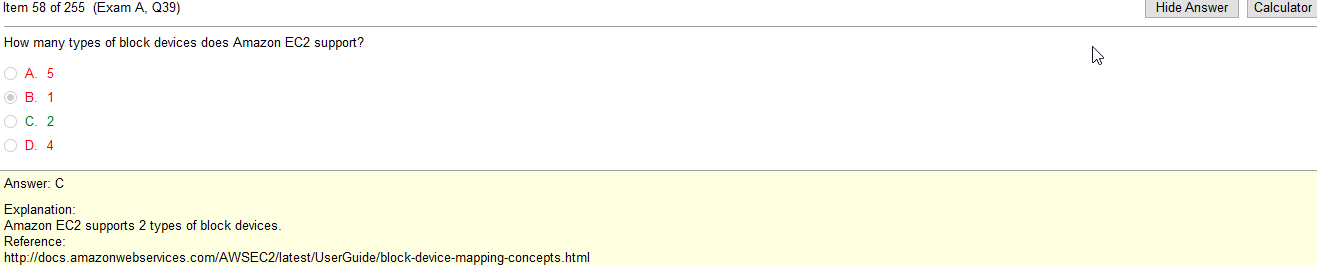 Item 58 of 255  (Exam A, Q39)
Hide Answer
Calculator
How many types of block devices does Amazon EC2 support?
A. 5
B. 1
C. 2
D. 4
Answer: C
Explanation:
Amazon EC2 supports 2 types of block devices.
Reference:
http://docs.amazonwebservices.com/AWSEC2/latest/UserGuide/block-device-mapping-concepts.html